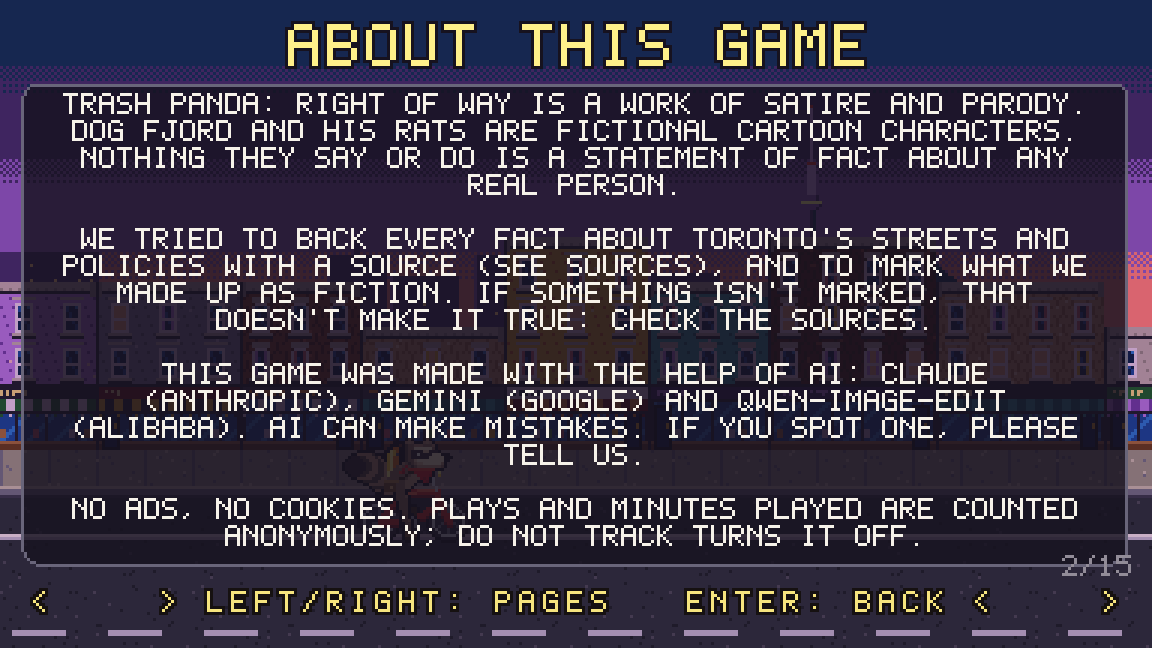 ABOUT THIS GAME
TRASH PANDA: RIGHT OF WAY IS A WORK OF SATIRE AND PARODY.
DOG FJORD AND HIS RATS ARE FICTIONAL CARTOON CHARACTERS.
NOTHING THEY SAY OR DO IS A STATEMENT OF FACT ABOUT ANY
REAL PERSON.
WE TRIED TO BACK EVERY FACT ABOUT TORONTO'S STREETS AND
POLICIES WITH A SOURCE (SEE SOURCES), AND TO MARK WHAT WE
MADE UP AS FICTION. IF SOMETHING ISN'T MARKED, THAT
DOESN'T MAKE IT TRUE: CHECK THE SOURCES.
THIS GAME WAS MADE WITH THE HELP OF AI: CLAUDE
(ANTHROPIC), GEMINI (GOOGLE) AND QWEN-IMAGE-EDIT
(ALIBABA). AI CAN MAKE MISTAKES. IF YOU SPOT ONE, PLEASE
TELL US.
NO ADS, NO COOKIES. PLAYS AND MINUTES PLAYED ARE COUNTED
ANONYMOUSLY; DO NOT TRACK TURNS IT OFF.
2/15
< > LEFT/RIGHT: PAGES ENTER: BACK < >